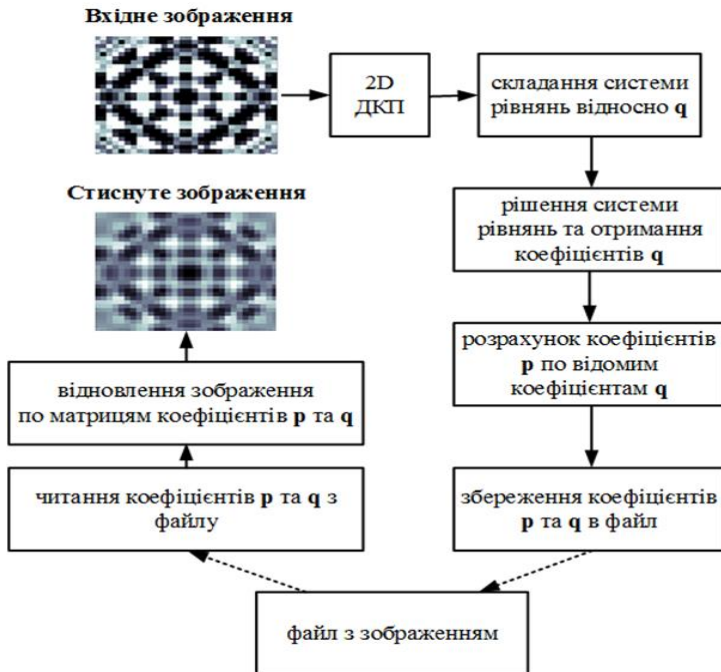 Вхідне зображення
2D
ДКП
складання системи
рівнянь відносно q
рішення системи
рівнянь та отримання
коефіцієнтів q
розрахунок коефіцієнтів
p по відомим
коефіцієнтам q
збереження коефіцієнтів
p та q в файл
файл з зображенням
читання коефіцієнтів p та q з
файлу
відновлення зображення
по матрицям коефіцієнтів p та q
Стиснуте зображення